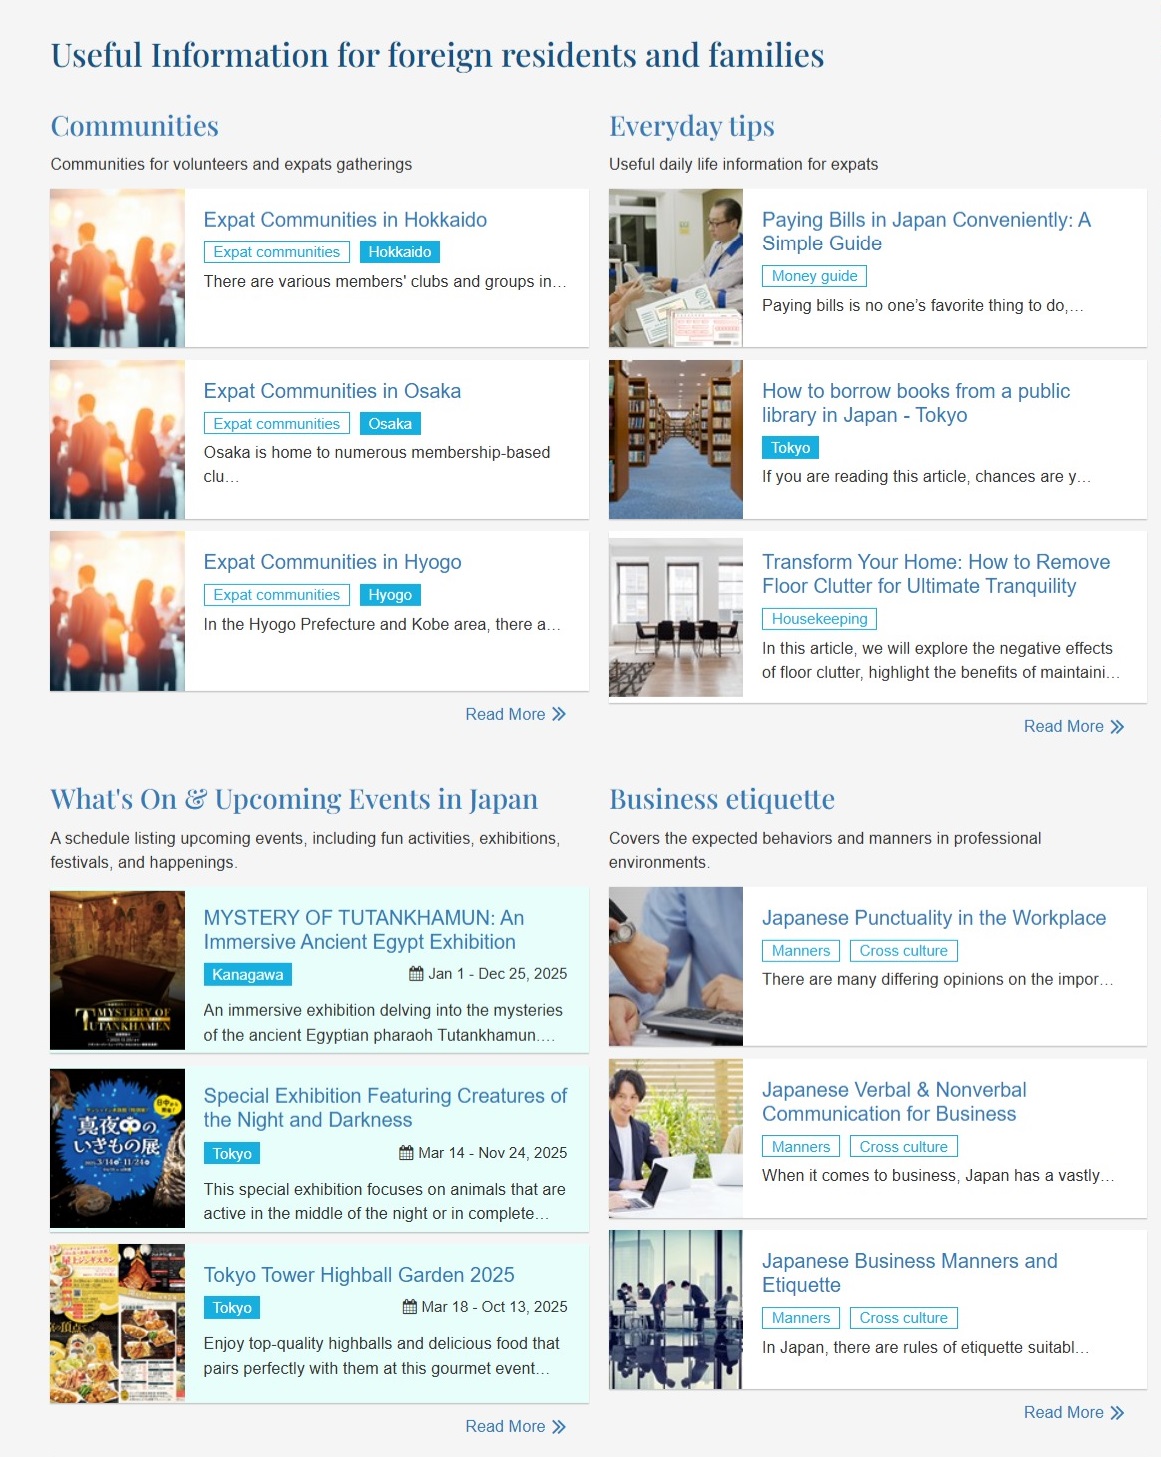 Useful Information for foreign residents and families
Communities
Communities for volunteers and expats gatherings
Expat Communities in Hokkaido
Expat communities Hokkaido
There are various members' clubs and groups in...
Expat Communities in Osaka
Expat communities Osaka
Osaka is home to numerous membership-based
clu...
Expat Communities in Hyogo
Expat communities Hyogo
In the Hyogo Prefecture and Kobe area, there a...
Read More
Everyday tips
Useful daily life information for expats
Paying Bills in Japan Conveniently: A
Simple Guide
Money guide
Paying bills is no one’s favorite thing to do,...
How to borrow books from a public
library in Japan - Tokyo
Tokyo
If you are reading this article, chances are y...
Transform Your Home: How to Remove
Floor Clutter for Ultimate Tranquility
Housekeeping
In this article, we will explore the negative effects
of floor clutter, highlight the benefits of maintaini...
Read More
What's On & Upcoming Events in Japan
A schedule listing upcoming events, including fun activities, exhibitions,
festivals, and happenings.
MYSTERY OF
TUTANKHAMEN
MYSTERY OF TUTANKHAMUN: An
Immersive Ancient Egypt Exhibition
Kanagawa Jan 1 - Dec 25, 2025
An immersive exhibition delving into the mysteries
of the ancient Egyptian pharaoh Tutankhamun....
真夜中の
いきもの展
Special Exhibition Featuring Creatures of
the Night and Darkness
Tokyo Mar 14 - Nov 24, 2025
This special exhibition focuses on animals that are
active in the middle of the night or in complete...
Tokyo Tower Highball Garden 2025
Tokyo Mar 18 - Oct 13, 2025
Enjoy top-quality highballs and delicious food that
pairs perfectly with them at this gourmet event...
Read More
Business etiquette
Covers the expected behaviors and manners in professional
environments.
Japanese Punctuality in the Workplace
Manners Cross culture
There are many differing opinions on the impor...
Japanese Verbal & Nonverbal
Communication for Business
Manners Cross culture
When it comes to business, Japan has a vastly...
Japanese Business Manners and
Etiquette
Manners Cross culture
In Japan, there are rules of etiquette suitabl...
Read More